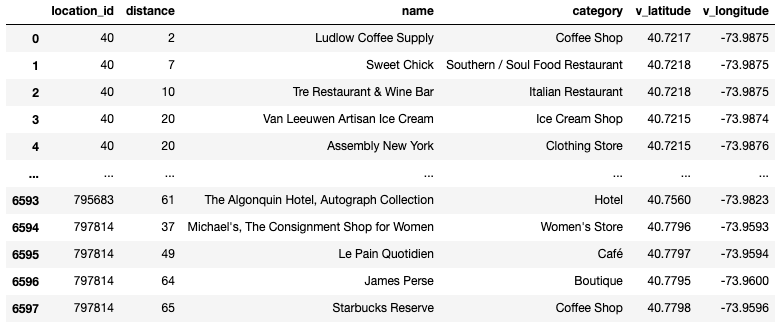 location_id distance name category v_latitude v_longitude
0 40 2 Ludlow Coffee Supply Coffee Shop 40.7217 -73.9875
1 40 7 Sweet Chick Southern / Soul Food Restaurant 40.7218 -73.9875
2 40 10 Tre Restaurant & Wine Bar Italian Restaurant 40.7218 -73.9875
3 40 20 Van Leeuwen Artisan Ice Cream Ice Cream Shop 40.7215 -73.9874
4 40 20 Assembly New York Clothing Store 40.7215 -73.9876
... ... ... ... ... ... ...
6593 795683 61 The Algonquin Hotel, Autograph Collection Hotel 40.7560 -73.9823
6594 797814 37 Michael's, The Consignment Shop for Women Women's Store 40.7796 -73.9593
6595 797814 49 Le Pain Quotidien Café 40.7797 -73.9594
6596 797814 64 James Perse Boutique 40.7795 -73.9600
6597 797814 65 Starbucks Reserve Coffee Shop 40.7798 -73.9596